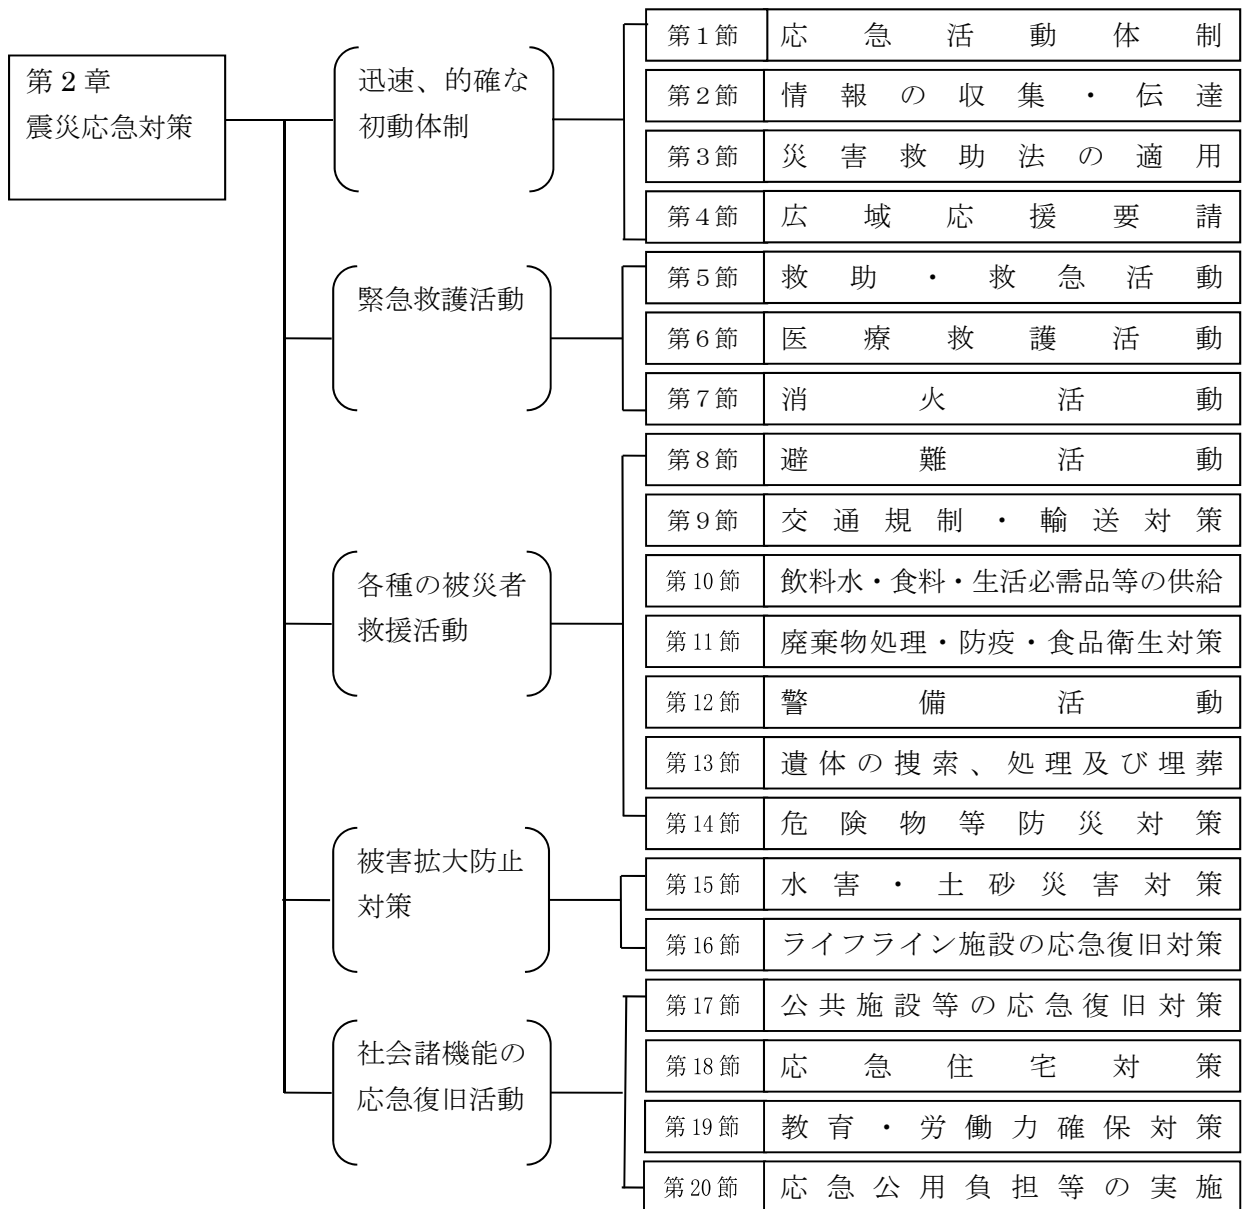 第２章
震災応急対策
迅速、的確な
初動体制
第１節 応急活動体制
第２節 情報の収集・伝達
第３節 災害救助法の適用
第４節 広域応援要請
緊急救護活動
第５節 救助・救急活動
第６節 医療救護活動
第７節 消火活動
各種の被災者
救援活動
第８節 避難活動
第９節 交通規制・輸送対策
第10節 飲料水・食料・生活必需品等の供給
第11節 廃棄物処理・防疫・食品衛生対策
第12節 警備活動
第13節 遺体の捜索、処理及び埋葬
第14節 危険物等防災対策
被害拡大防止
対策
第15節 水害・土砂災害対策
第16節 ライフライン施設の応急復旧対策
社会諸機能の
応急復旧活動
第17節 公共施設等の応急復旧対策
第18節 応急住宅対策
第19節 教育・労働力確保対策
第20節 応急公用負担等の実施